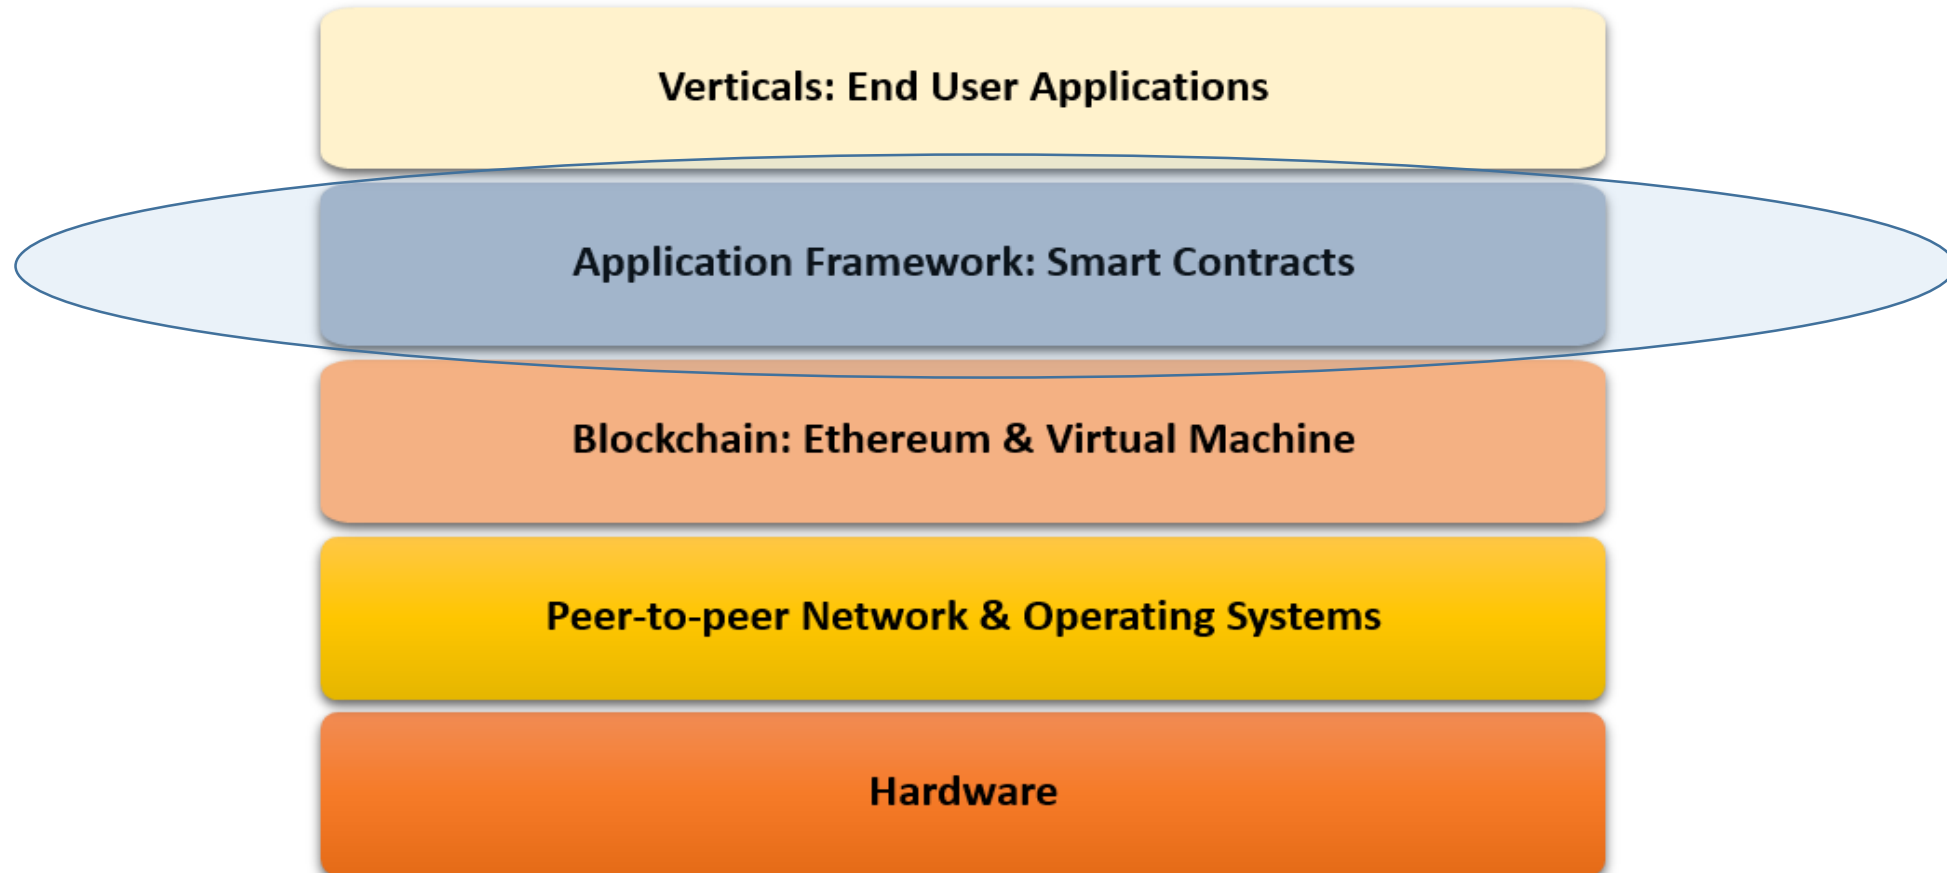 Verticals: End User Applications
Application Framework: Smart Contracts
Blockchain: Ethereum & Virtual Machine
Peer-to-peer Network & Operating Systems
Hardware